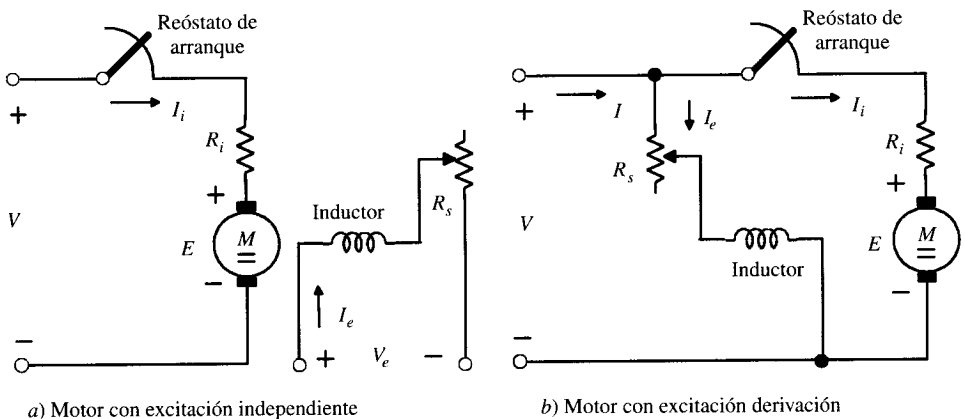 Reóstato de
arranque
+
I_i
R_i
+
V
E
M
−
−
Inductor
R_s
I_e
+
V_e
−
a) Motor con excitación independiente
Reóstato de
arranque
+
I
I_e
I_i
R_s
R_i
+
V
E
M
−
Inductor
−
b) Motor con excitación derivación